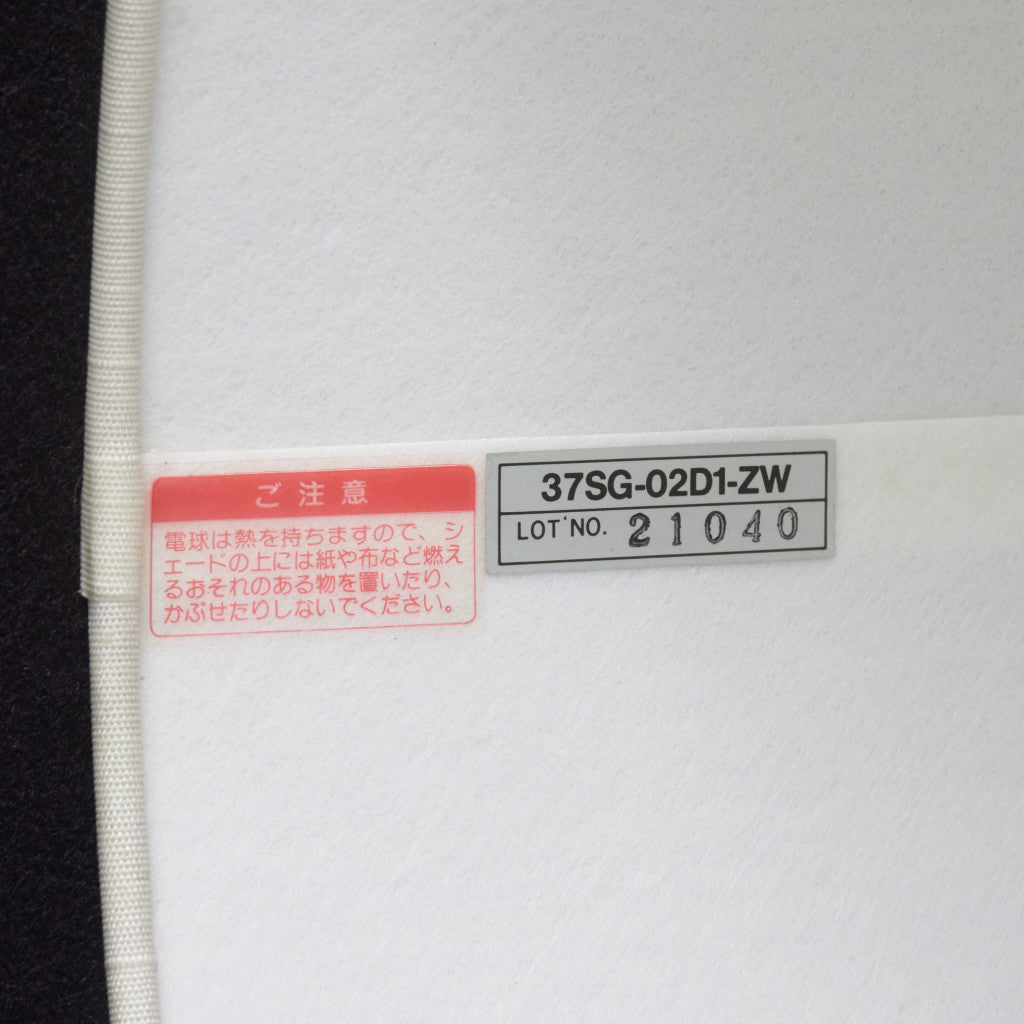 ご注意
電球は熱を持ちますので、シ
ェードの上には紙や布など燃え
るおそれのある物を置いたり、
かぶせたりしないでください。
37SG-02D1-ZW
LOT'NO. 21040